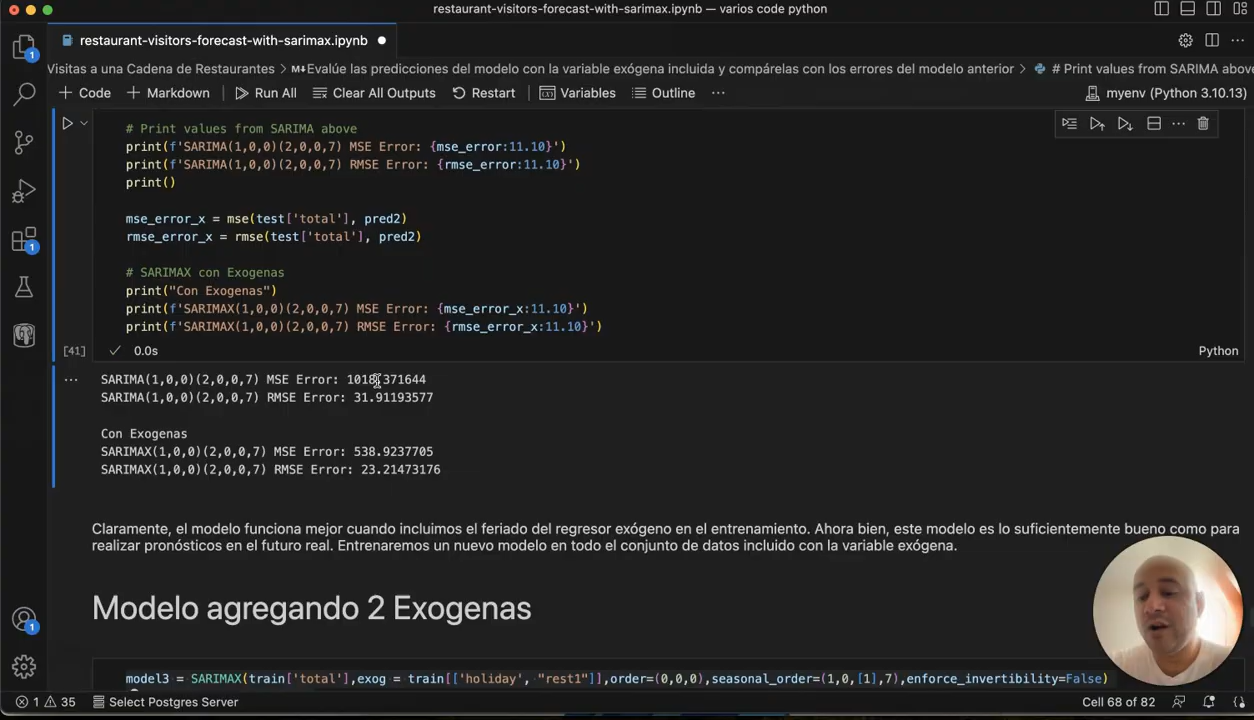 restaurant-visitors-forecast-with-sarimax.ipynb — varios code python
restaurant-visitors-forecast-with-sarimax.ipynb
Visitas a una Cadena de Restaurantes > Evalúe las predicciones del modelo con la variable exógena incluida y compárelas con los errores del modelo anterior > # Print values from SARIMA above
Code Markdown Run All Clear All Outputs Restart Variables Outline ... myenv (Python 3.10.13)
# Print values from SARIMA above
print(f'SARIMA(1,0,0)(2,0,0,7) MSE Error: {mse_error:11.10}')
print(f'SARIMA(1,0,0)(2,0,0,7) RMSE Error: {rmse_error:11.10}')
print()
mse_error_x = mse(test['total'], pred2)
rmse_error_x = rmse(test['total'], pred2)
# SARIMAX con Exogenas
print("Con Exogenas")
print(f'SARIMAX(1,0,0)(2,0,0,7) MSE Error: {mse_error_x:11.10}')
print(f'SARIMAX(1,0,0)(2,0,0,7) RMSE Error: {rmse_error_x:11.10}')
[41] 0.0s Python
SARIMA(1,0,0)(2,0,0,7) MSE Error: 1018.371644
SARIMA(1,0,0)(2,0,0,7) RMSE Error: 31.91193577
Con Exogenas
SARIMAX(1,0,0)(2,0,0,7) MSE Error: 538.9237705
SARIMAX(1,0,0)(2,0,0,7) RMSE Error: 23.21473176
Claramente, el modelo funciona mejor cuando incluimos el feriado del regresor exógeno en el entrenamiento. Ahora bien, este modelo es lo suficientemente bueno como para
realizar pronósticos en el futuro real. Entrenaremos un nuevo modelo en todo el conjunto de datos incluido con la variable exógena.
Modelo agregando 2 Exogenas
model3 = SARIMAX(train['total'],exog = train[['holiday', "rest1"]],order=(0,0,0),seasonal_order=(1,0,[1],7),enforce_invertibility=False)
1 35 Select Postgres Server Cell 68 of 82
1
1
1